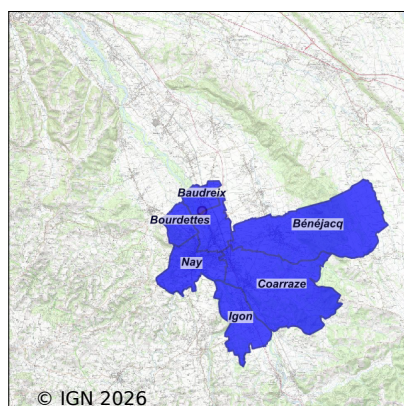 Baudreix
Bourdettes
Bénéjacq
Nay
Coarraze
Igon
© IGN 2026